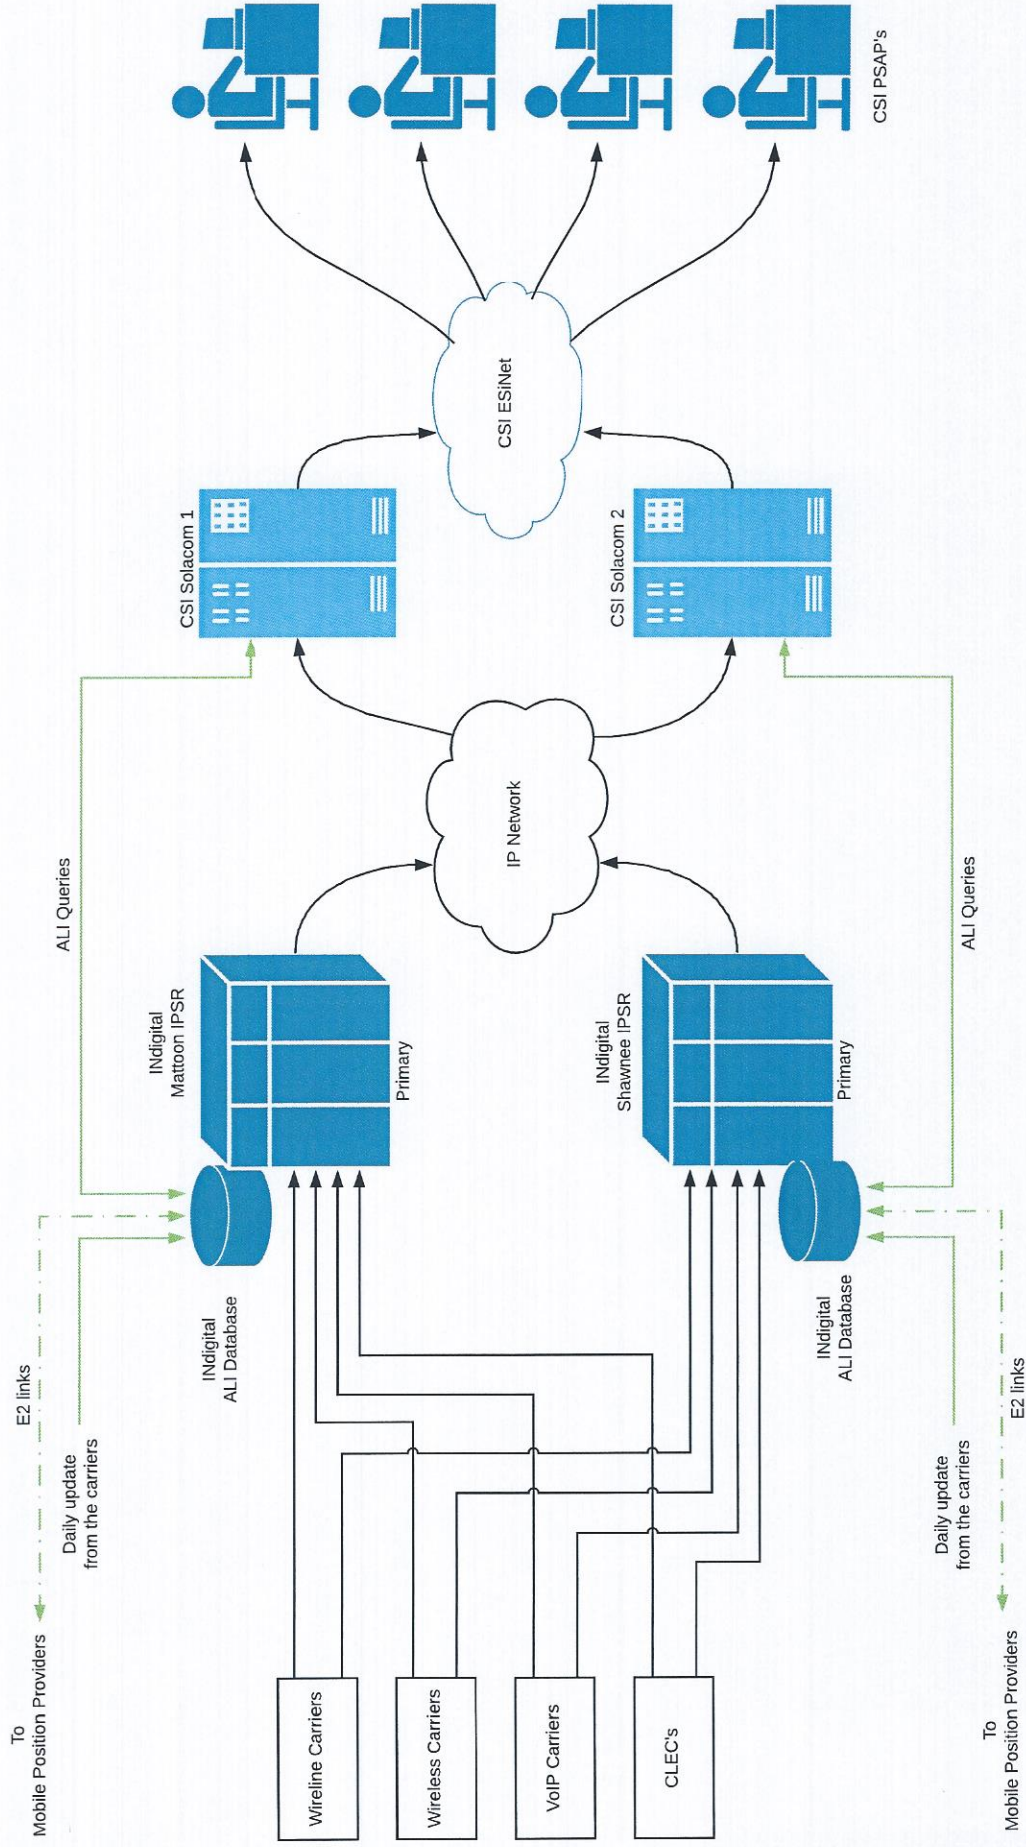 To
Mobile Position Providers
E2 links
Daily update
from the carriers
ALI Queries
INdigital
ALI Database
INdigital
Mattoon IPSR
Primary
CSI Solacom 1
Wireline Carriers
Wireless Carriers
VoIP Carriers
CLEC's
IP Network
CSI ESiNet
INdigital
Shawnee IPSR
Primary
CSI Solacom 2
INdigital
ALI Database
CSI PSAP's
Daily update
from the carriers
ALI Queries
To
Mobile Position Providers
E2 links